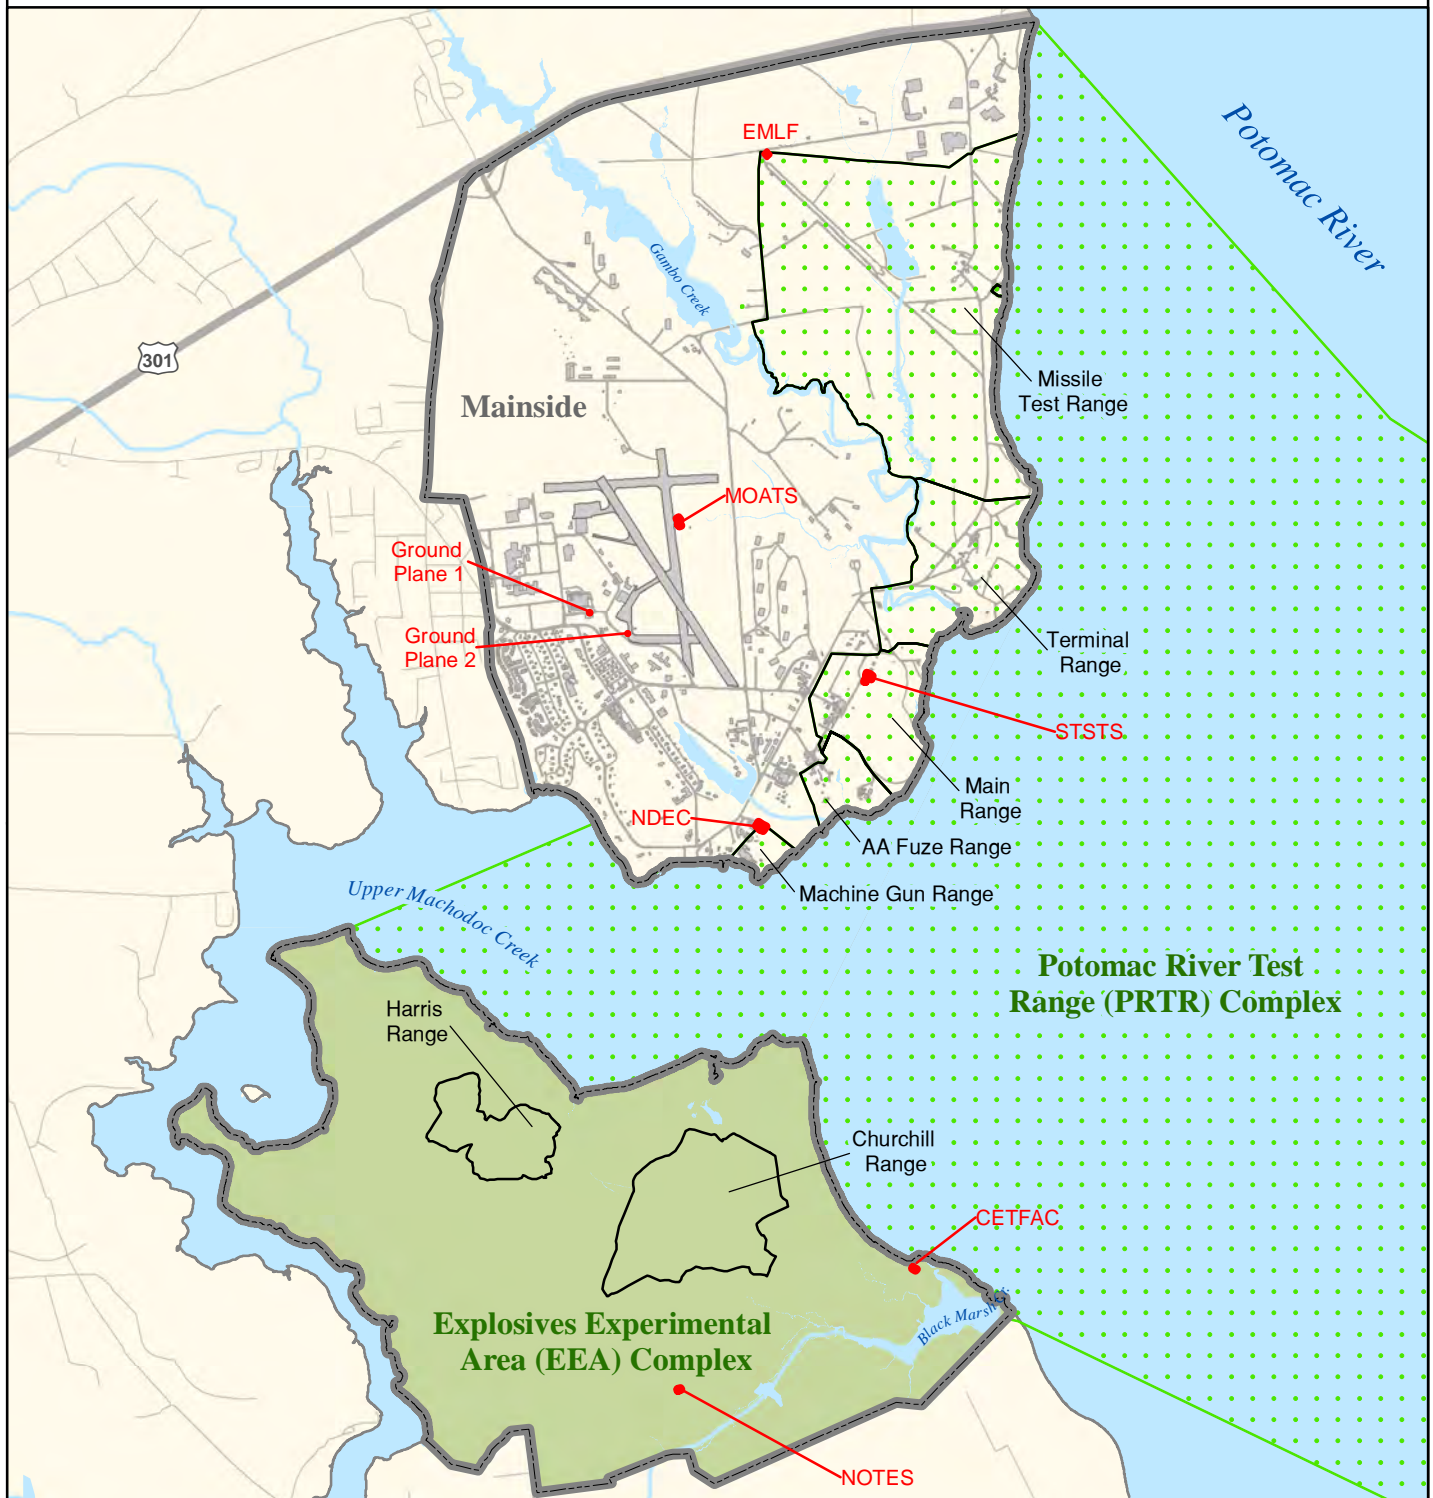 Potomac River
EMLF
Gambo Creek
301
Missile
Test Range
Mainside
MOATS
Ground
Plane 1
Ground
Plane 2
Terminal
Range
STSTS
Main
Range
NDEC
AA Fuze Range
Machine Gun Range
Upper Machodoc Creek
Potomac River Test
Range (PRTR) Complex
Harris
Range
Churchill
Range
CETFAC
Black Marsh
Explosives Experimental
Area (EEA) Complex
NOTES